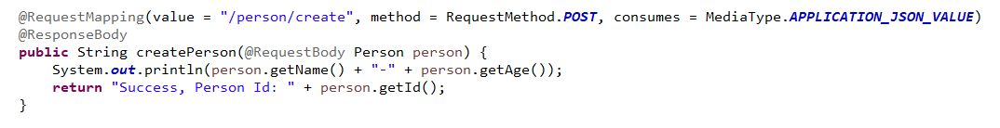 @RequestMapping(value = "/person/create", method = RequestMethod.POST, consumes = MediaType.APPLICATION_JSON_VALUE)
@ResponseBody
public String createPerson(@RequestBody Person person) {
    System.out.println(person.getName() + "-" + person.getAge());
    return "Success, Person Id: " + person.getId();
}